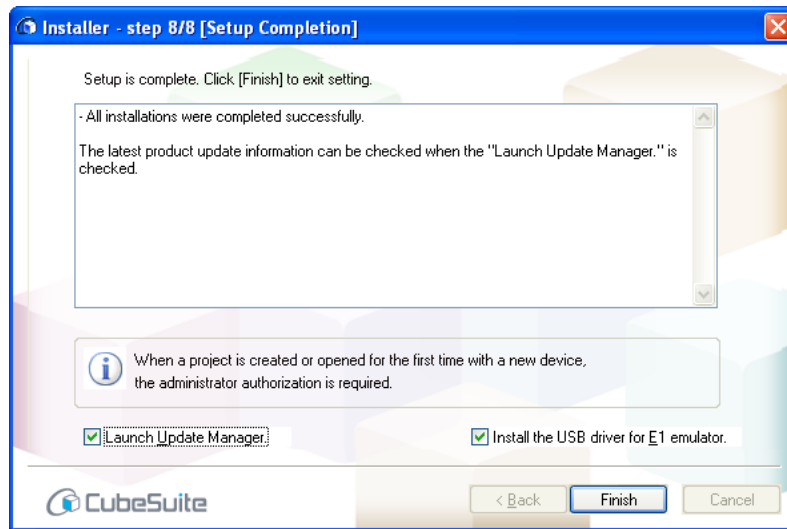 Installer - step 8/8 [Setup Completion]
Setup is complete. Click [Finish] to exit setting.
- All installations were completed successfully.
The latest product update information can be checked when the "Launch Update Manager." is
checked.
When a project is created or opened for the first time with a new device,
the administrator authorization is required.
Launch Update Manager.
Install the USB driver for E1 emulator.
CubeSuite
< Back
Finish
Cancel